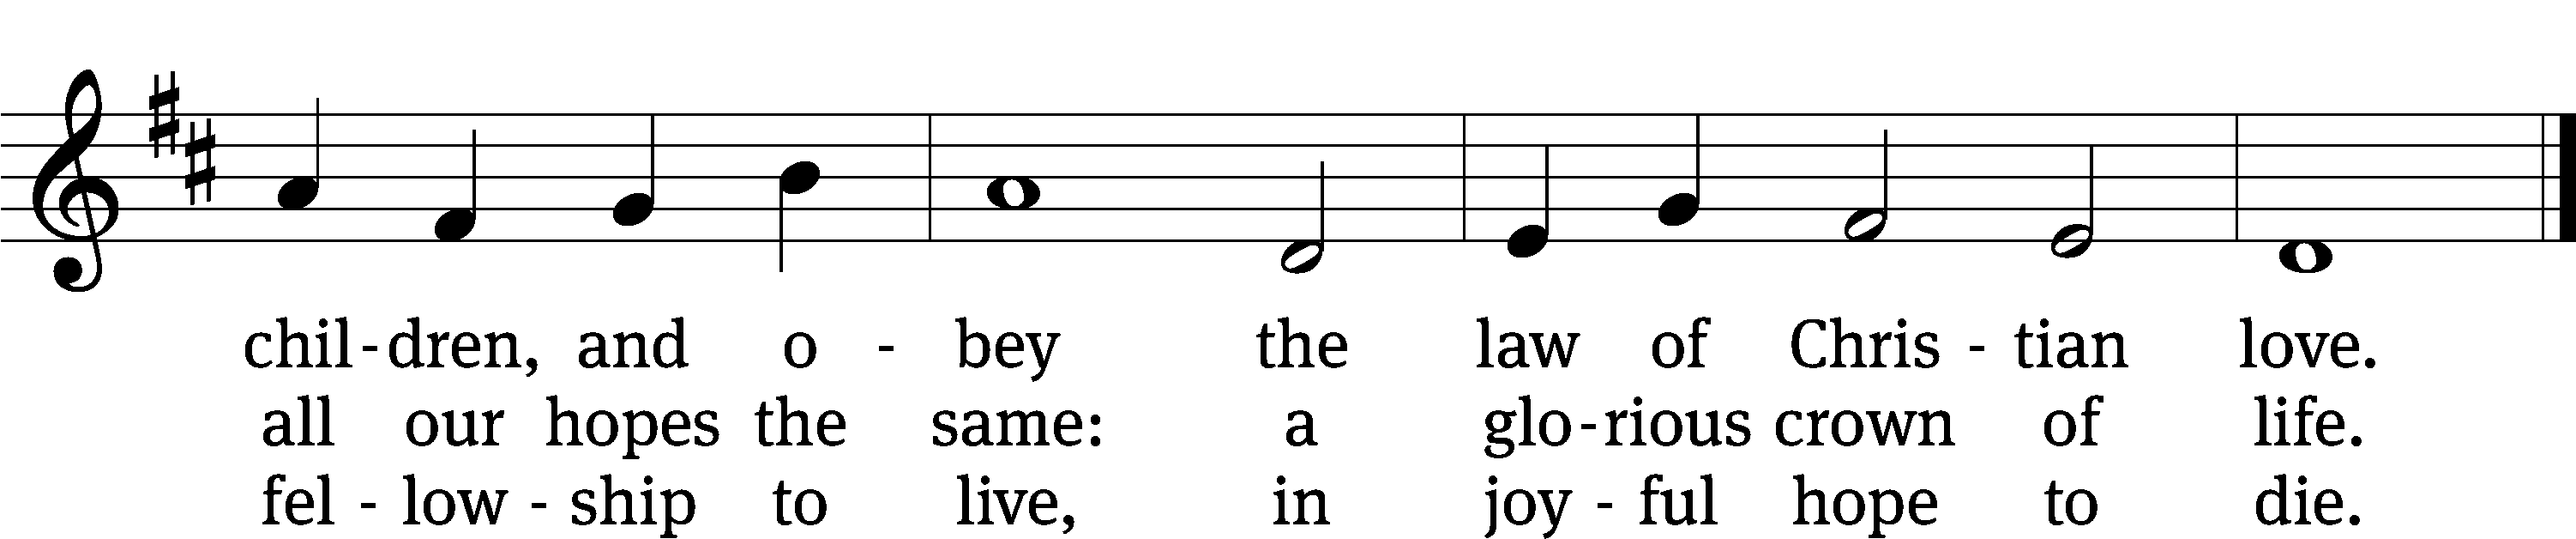 chil - dren, and o - bey the law of Chris - tian love.
all our hopes the same: a glo - rious crown of life.
fel - low - ship to live, in joy - ful hope to die.